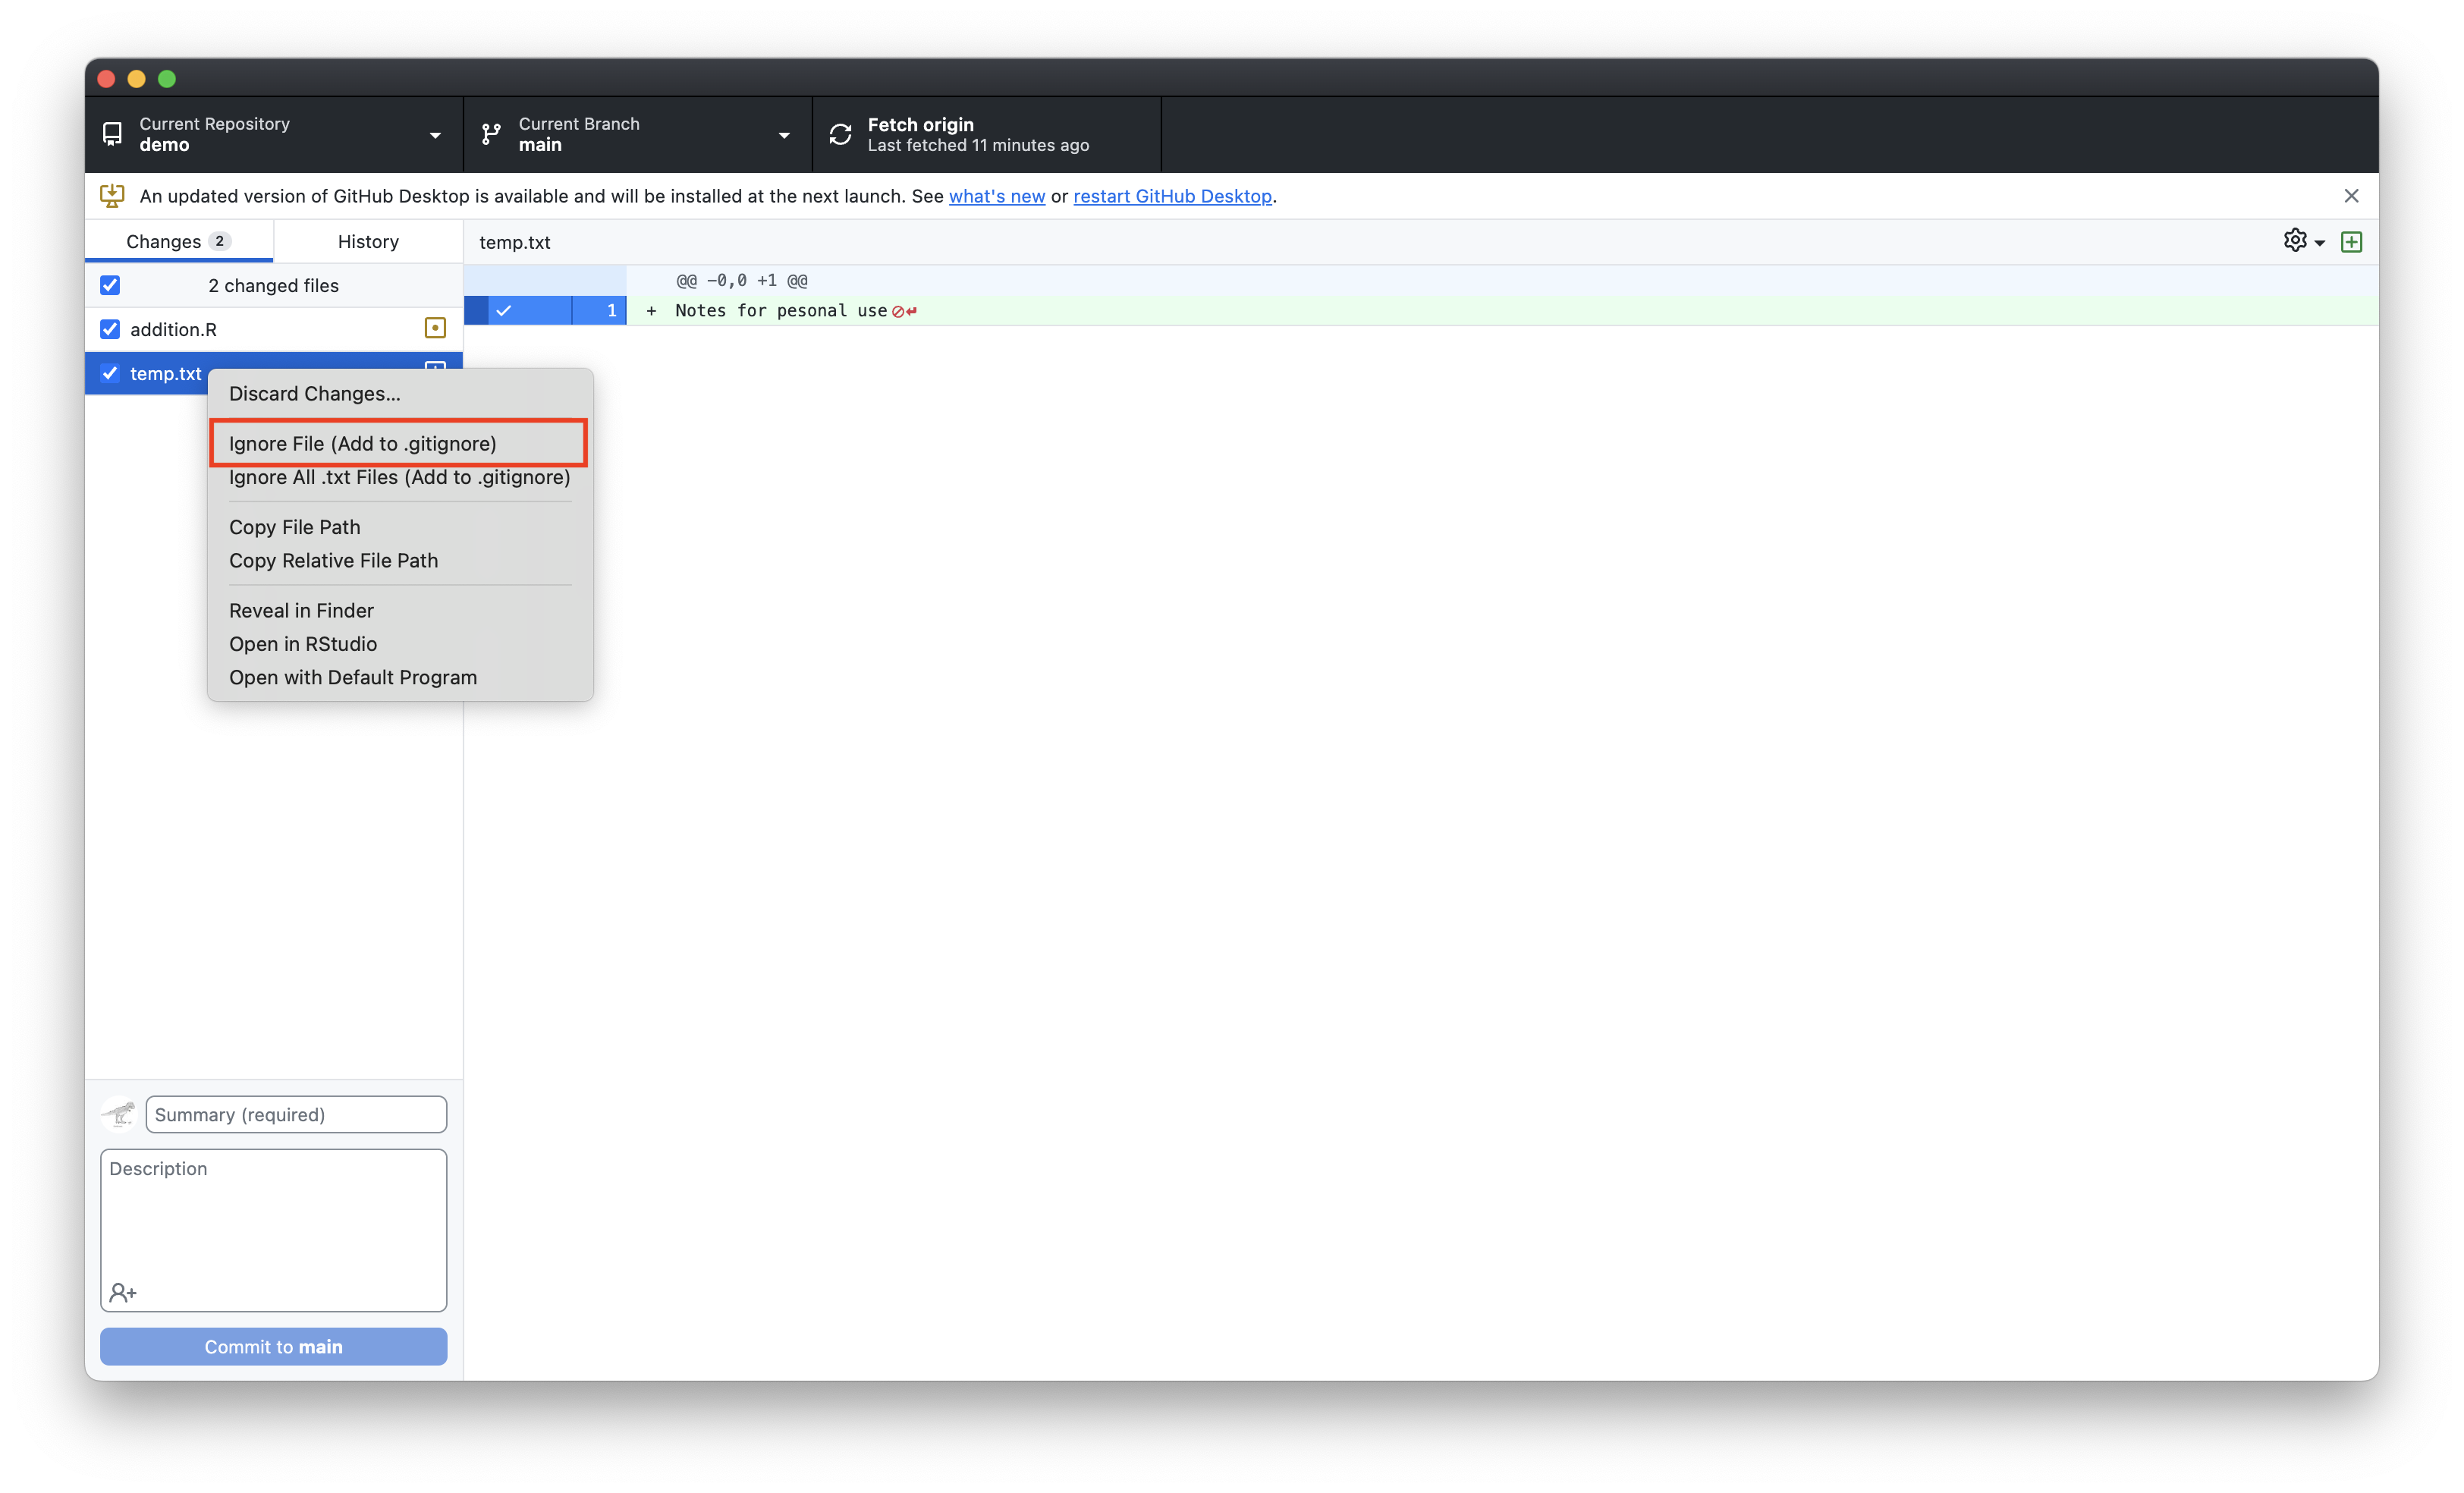 Current Repository
demo
Current Branch
main
Fetch origin
Last fetched 11 minutes ago
An updated version of GitHub Desktop is available and will be installed at the next launch. See what's new or restart GitHub Desktop.
Changes 2
History
temp.txt
2 changed files
@@ -0,0 +1 @@
addition.R
1 + Notes for pesonal use
temp.txt
Discard Changes...
Ignore File (Add to .gitignore)
Ignore All .txt Files (Add to .gitignore)
Copy File Path
Copy Relative File Path
Reveal in Finder
Open in RStudio
Open with Default Program
Summary (required)
Description
Commit to main